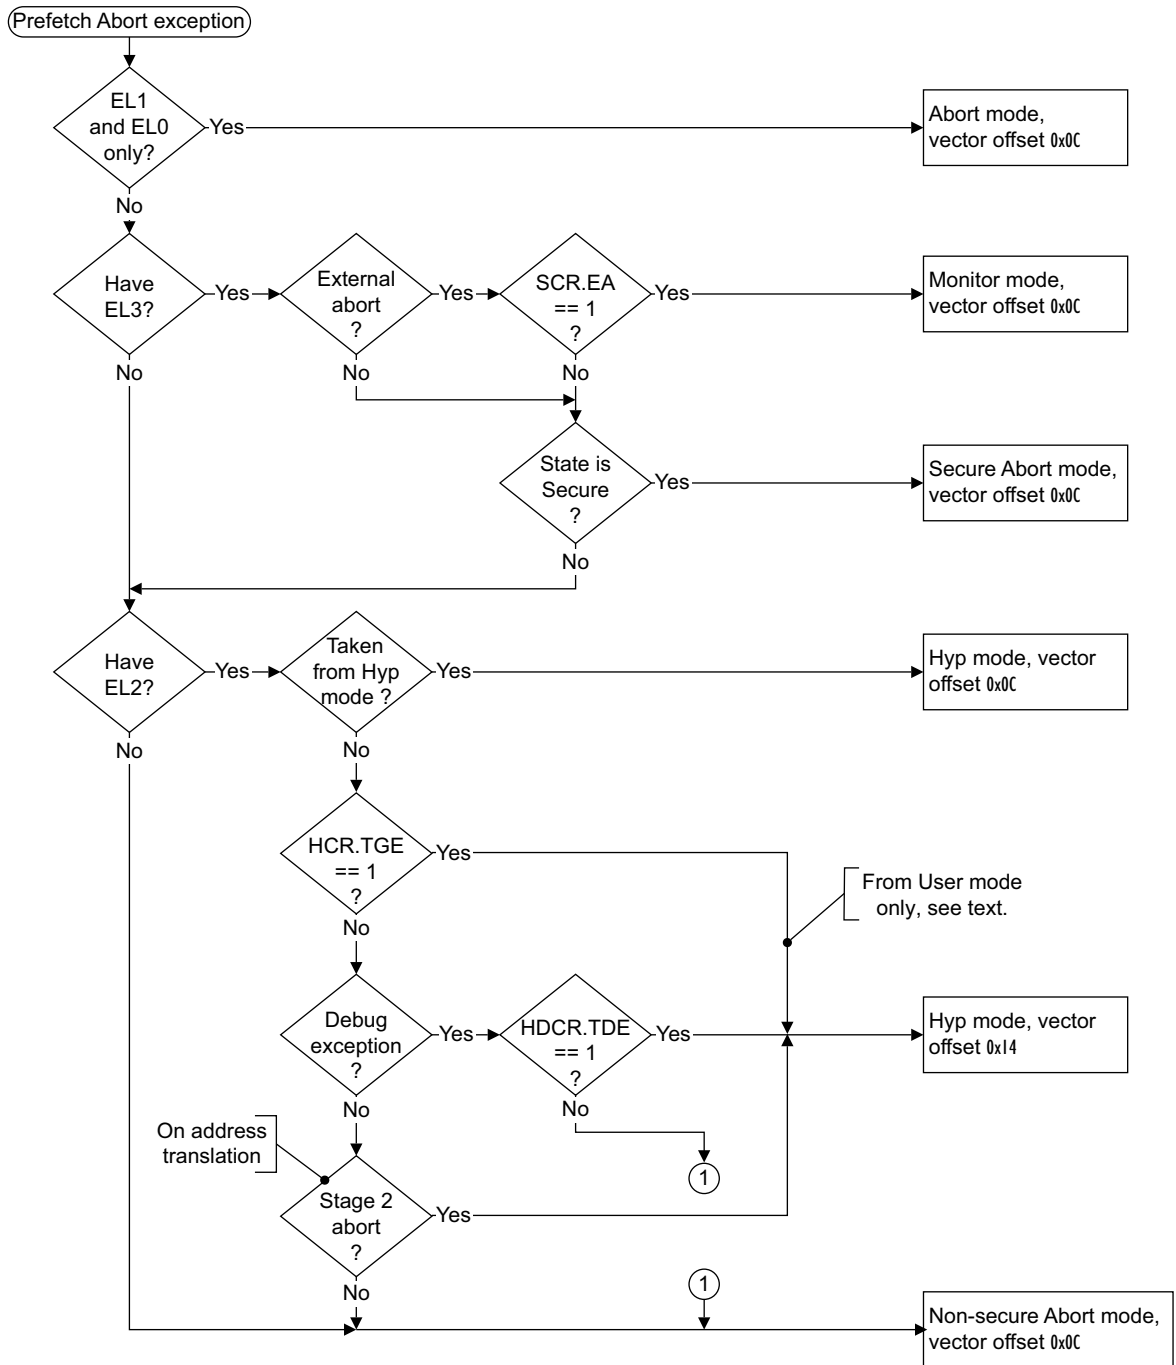 Prefetch Abort exception
EL1
and EL0
only?
Yes
Abort mode,
vector offset 0x0C
No
Have
EL3?
Yes
External
abort
?
Yes
SCR.EA
== 1
?
Yes
Monitor mode,
vector offset 0x0C
No
No
No
State is
Secure
?
Yes
Secure Abort mode,
vector offset 0x0C
No
Have
EL2?
Yes
Taken
from Hyp
mode ?
Yes
Hyp mode, vector
offset 0x0C
No
No
HCR.TGE
== 1
?
Yes
From User mode
only, see text.
No
Debug
exception
?
Yes
HDCR.TDE
== 1
?
Yes
Hyp mode, vector
offset 0x14
No
No
On address
translation
1
Stage 2
abort
?
Yes
No
1
Non-secure Abort mode,
vector offset 0x0C